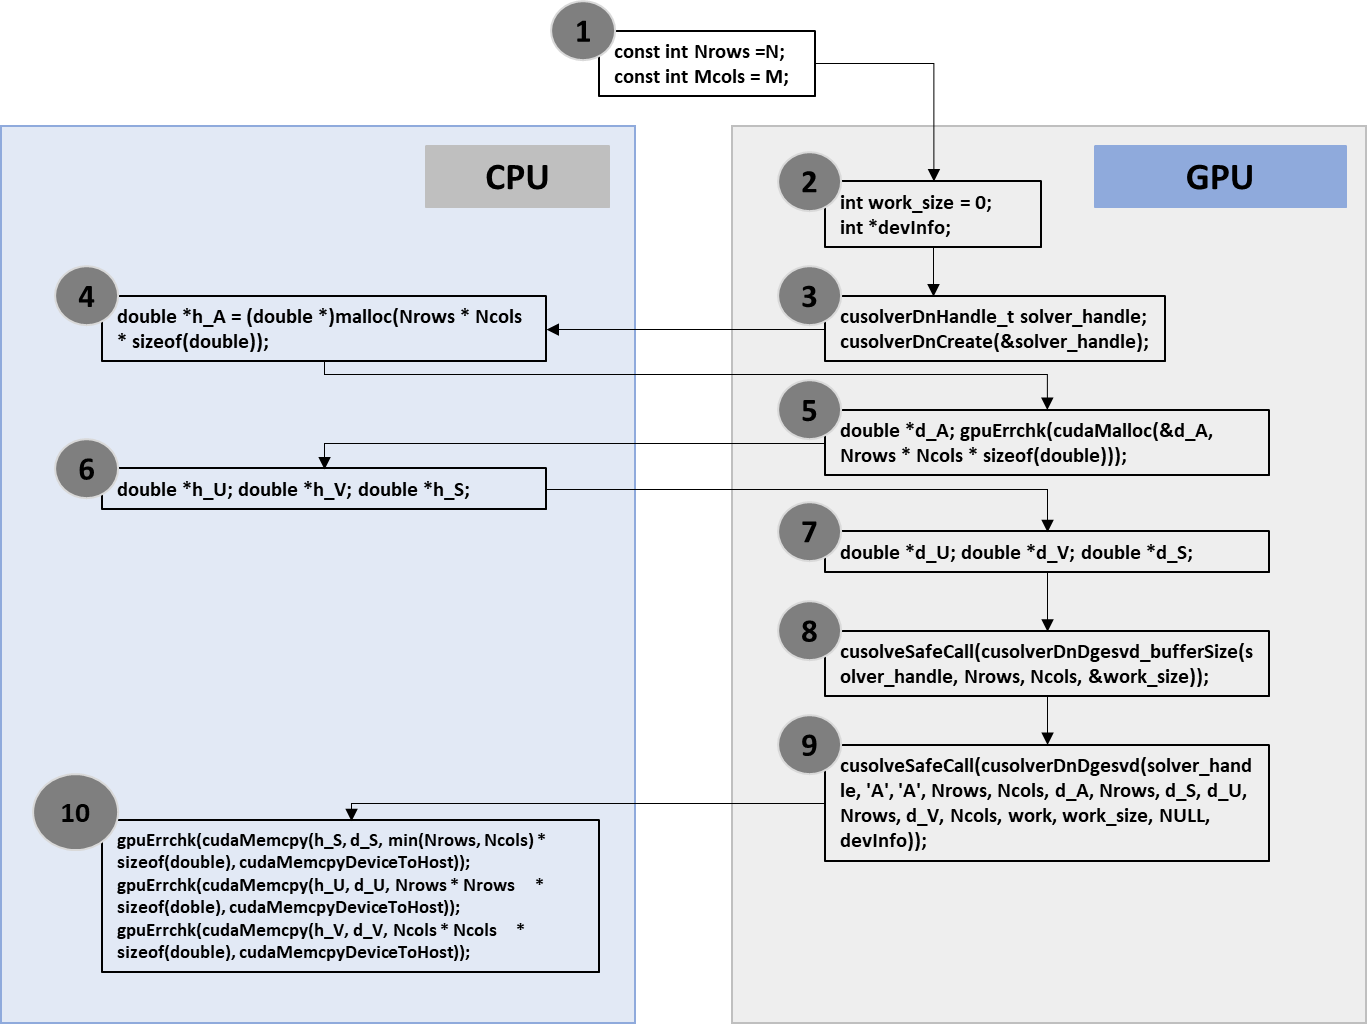 1
const int Nrows =N;
const int Mcols = M;
CPU
GPU
2
int work_size = 0;
int *devInfo;
3
cusolverDnHandle_t solver_handle;
cusolverDnCreate(&solver_handle);
4
double *h_A = (double *)malloc(Nrows * Ncols
* sizeof(double));
5
double *d_A; gpuErrchk(cudaMalloc(&d_A,
Nrows * Ncols * sizeof(double)));
6
double *h_U; double *h_V; double *h_S;
7
double *d_U; double *d_V; double *d_S;
8
cusolveSafeCall(cusolverDnDgesvd_bufferSize(s
olver_handle, Nrows, Ncols, &work_size));
9
cusolveSafeCall(cusolverDnDgesvd(solver_hand
le, 'A', 'A', Nrows, Ncols, d_A, Nrows, d_S, d_U,
Nrows, d_V, Ncols, work, work_size, NULL,
devInfo));
10
gpuErrchk(cudaMemcpy(h_S, d_S, min(Nrows, Ncols) *
sizeof(double), cudaMemcpyDeviceToHost));
gpuErrchk(cudaMemcpy(h_U, d_U, Nrows * Nrows *
sizeof(doble), cudaMemcpyDeviceToHost));
gpuErrchk(cudaMemcpy(h_V, d_V, Ncols * Ncols *
sizeof(double), cudaMemcpyDeviceToHost));